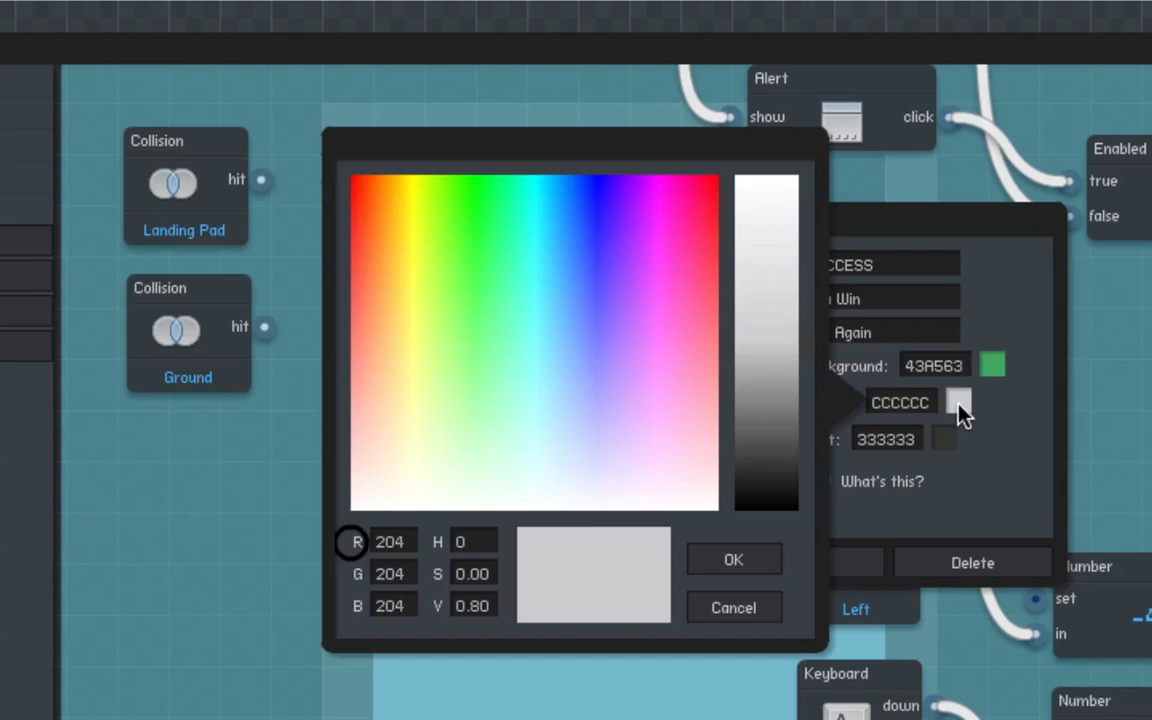 Alert
show
click
Collision
hit
Landing Pad
Enabled
true
false
Collision
hit
Ground
CCESS
Win
Again
kground: 43A563
CCCCCC
t: 333333
What's this?
Delete
R 204 H 0
G 204 S 0.00
B 204 V 0.80
OK
Cancel
Left
umber
set
in
Keyboard
down
A
Number